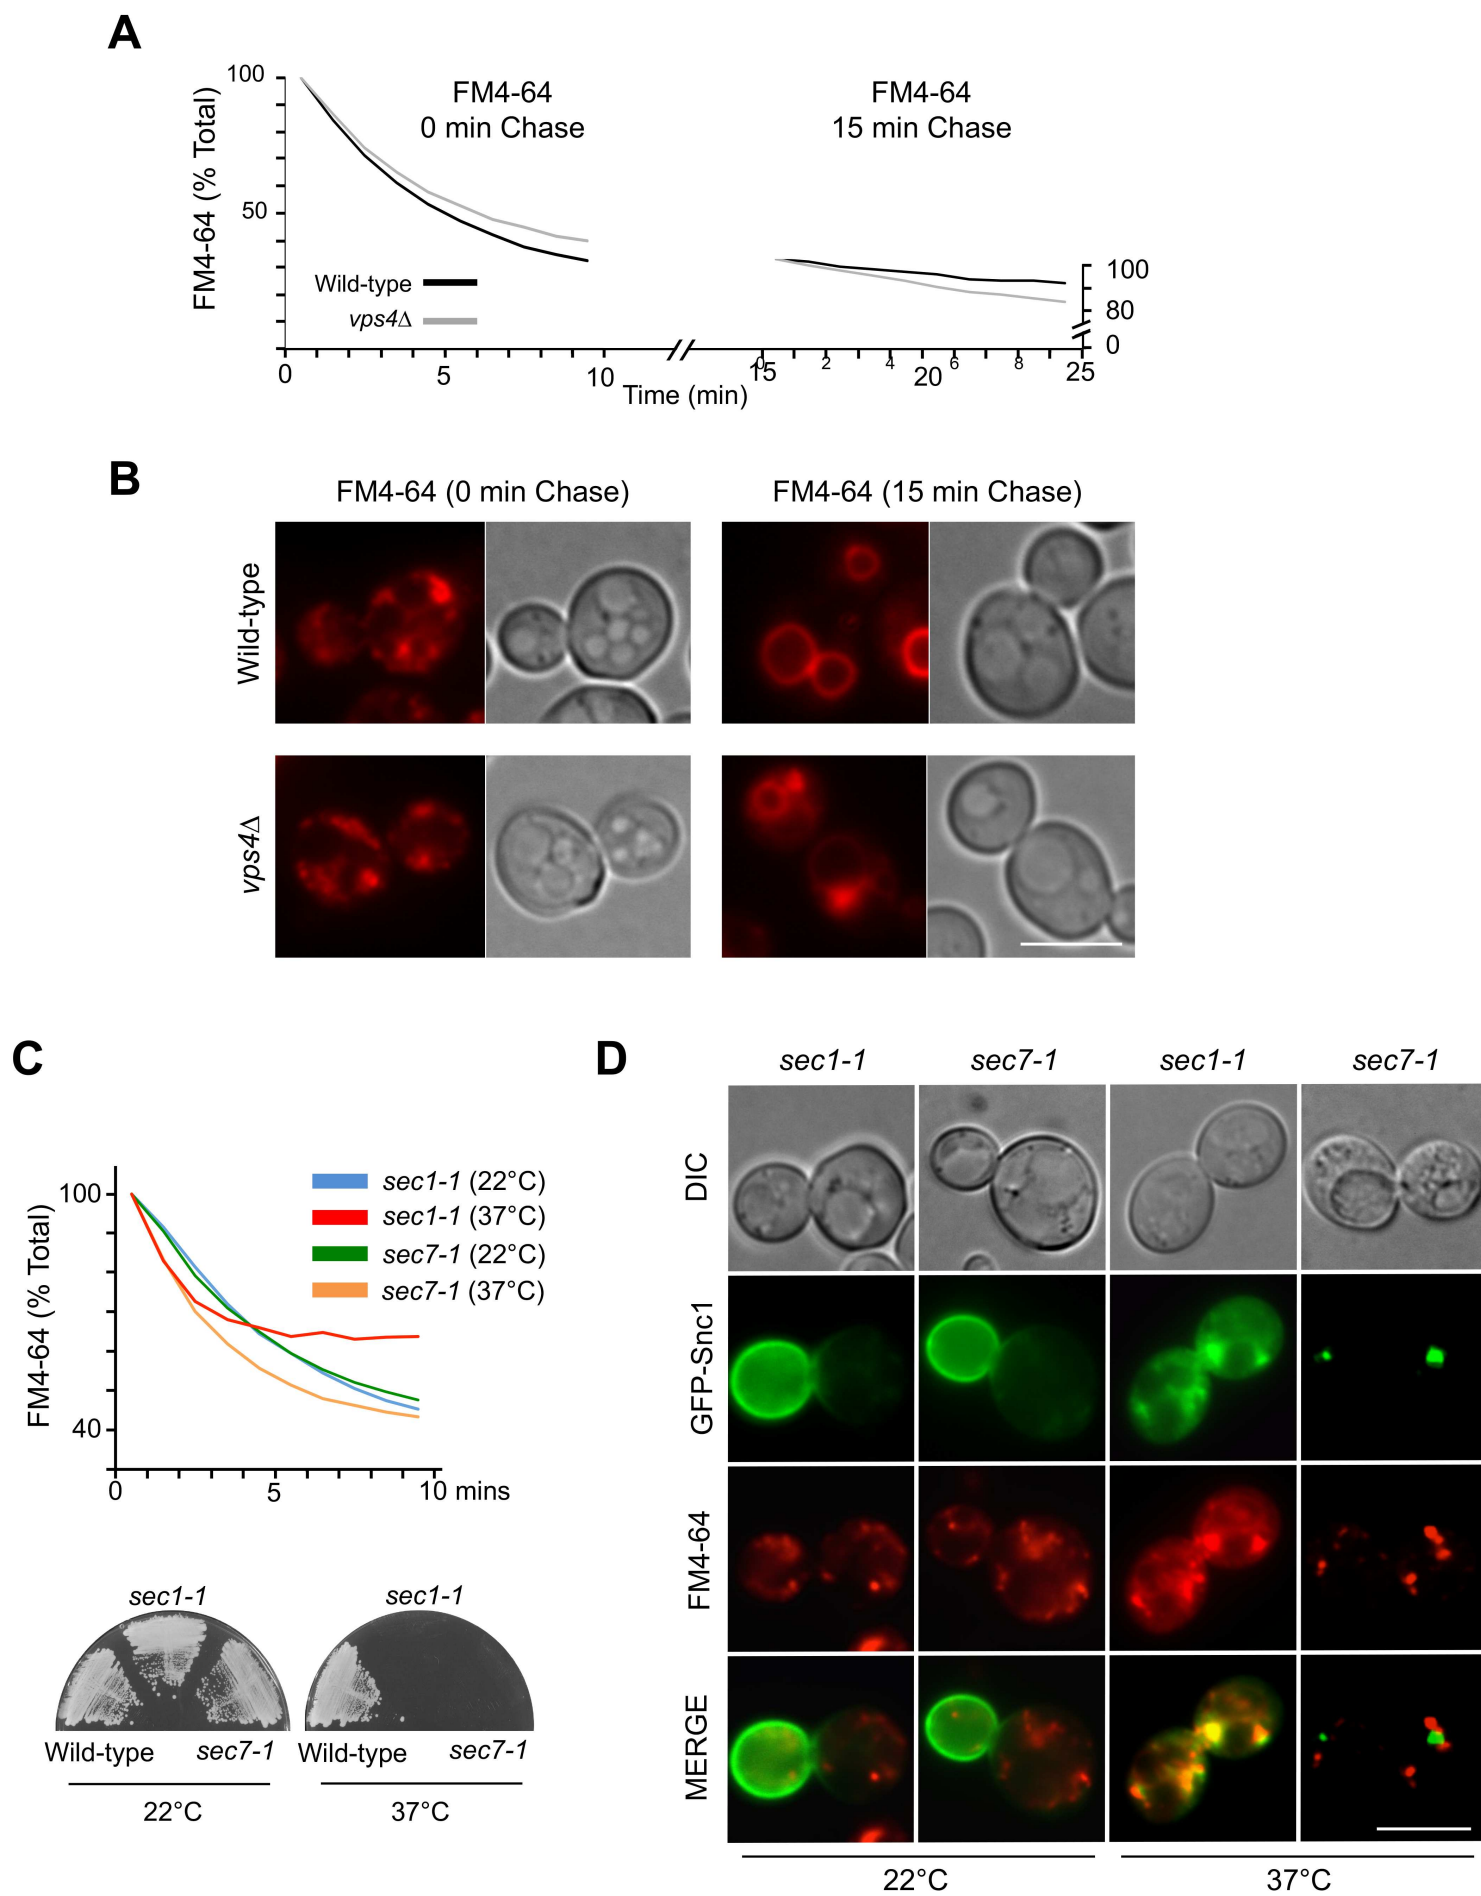 A
FM4-64 (% Total)
100
50
FM4-64
0 min Chase
FM4-64
15 min Chase
Wild-type
vps4Δ
100
80
0
0
5
10
15
20
25
0
2
4
6
8
Time (min)
B
FM4-64 (0 min Chase)
FM4-64 (15 min Chase)
Wild-type
vps4Δ
C
FM4-64 (% Total)
100
40
sec1-1 (22°C)
sec1-1 (37°C)
sec7-1 (22°C)
sec7-1 (37°C)
0
5
10 mins
sec1-1
sec1-1
Wild-type
sec7-1
Wild-type
sec7-1
22°C
37°C
D
sec1-1
sec7-1
sec1-1
sec7-1
DIC
GFP-Snc1
FM4-64
MERGE
22°C
37°C